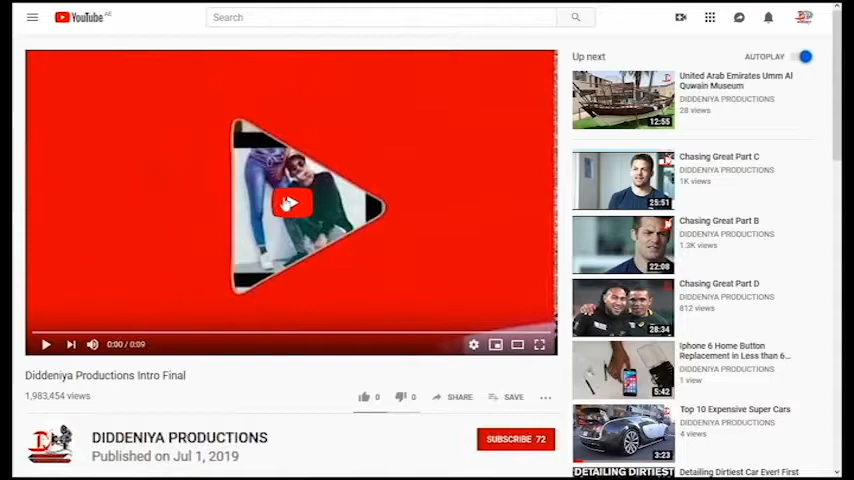 YouTube AE
Search
0:00 / 0:09
Diddeniya Productions Intro Final
1,983,454 views
0
0
SHARE
SAVE
DIDDENIYA PRODUCTIONS
Published on Jul 1, 2019
SUBSCRIBE 72
Up next
AUTOPLAY
12:55
United Arab Emirates Umm Al
Quwain Museum
DIDDENIYA PRODUCTIONS
28 views
25:51
Chasing Great Part C
DIDDENIYA PRODUCTIONS
1K views
22:08
Chasing Great Part B
DIDDENIYA PRODUCTIONS
1.3K views
28:34
Chasing Great Part D
DIDDENIYA PRODUCTIONS
812 views
5:42
Iphone 6 Home Button
Replacement in Less than 6...
DIDDENIYA PRODUCTIONS
1 view
3:23
Top 10 Expensive Super Cars
DIDDENIYA PRODUCTIONS
4 views
DETAILING DIRTIEST
Detailing Dirtiest Car Ever! First